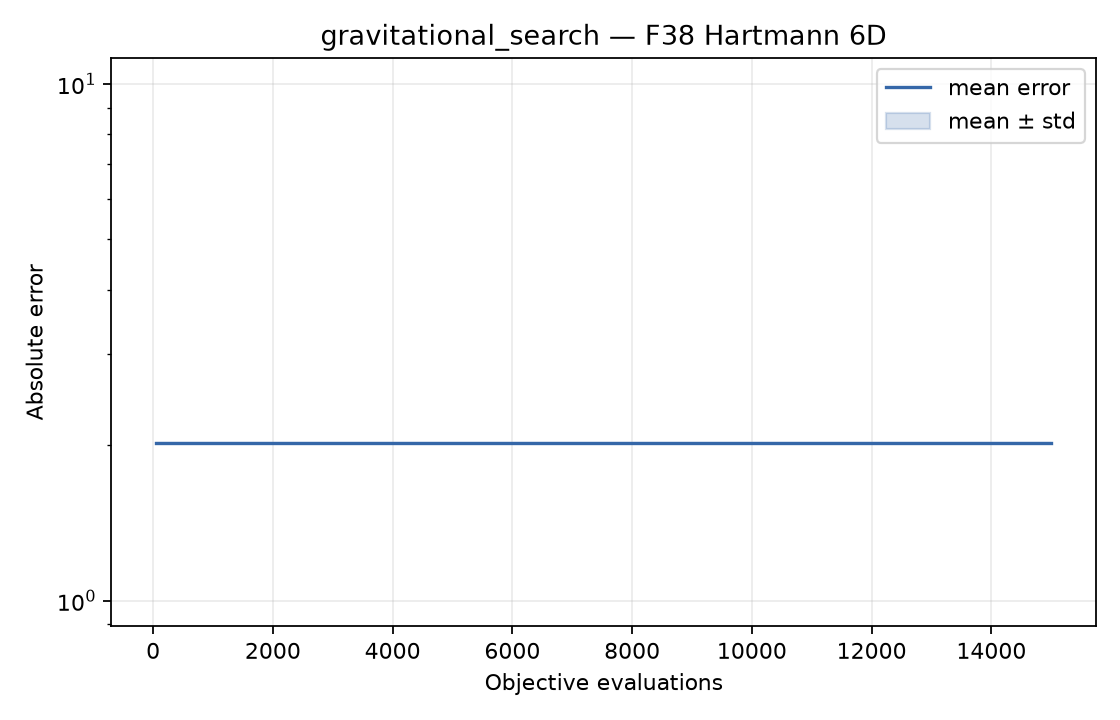 gravitational_search — F38 Hartmann 6D
mean error
mean ± std
10¹
10⁰
Absolute error
0 2000 4000 6000 8000 10000 12000 14000
Objective evaluations